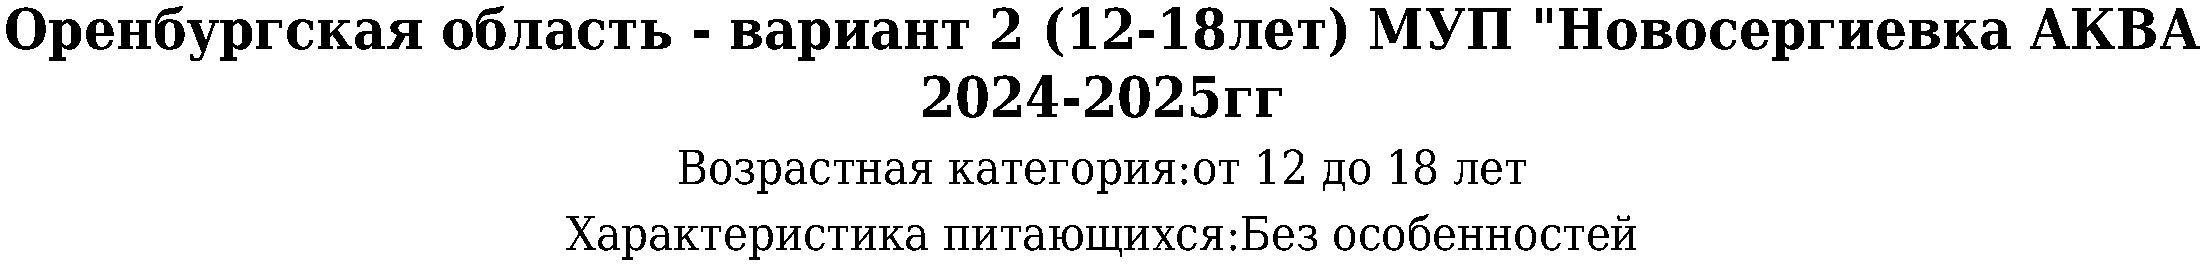 Оренбургская область - вариант 2 (12-18лет) МУП "Новосергиевка АКВА
2024-2025гг
Возрастная категория:от 12 до 18 лет
Характеристика питающихся:Без особенностей